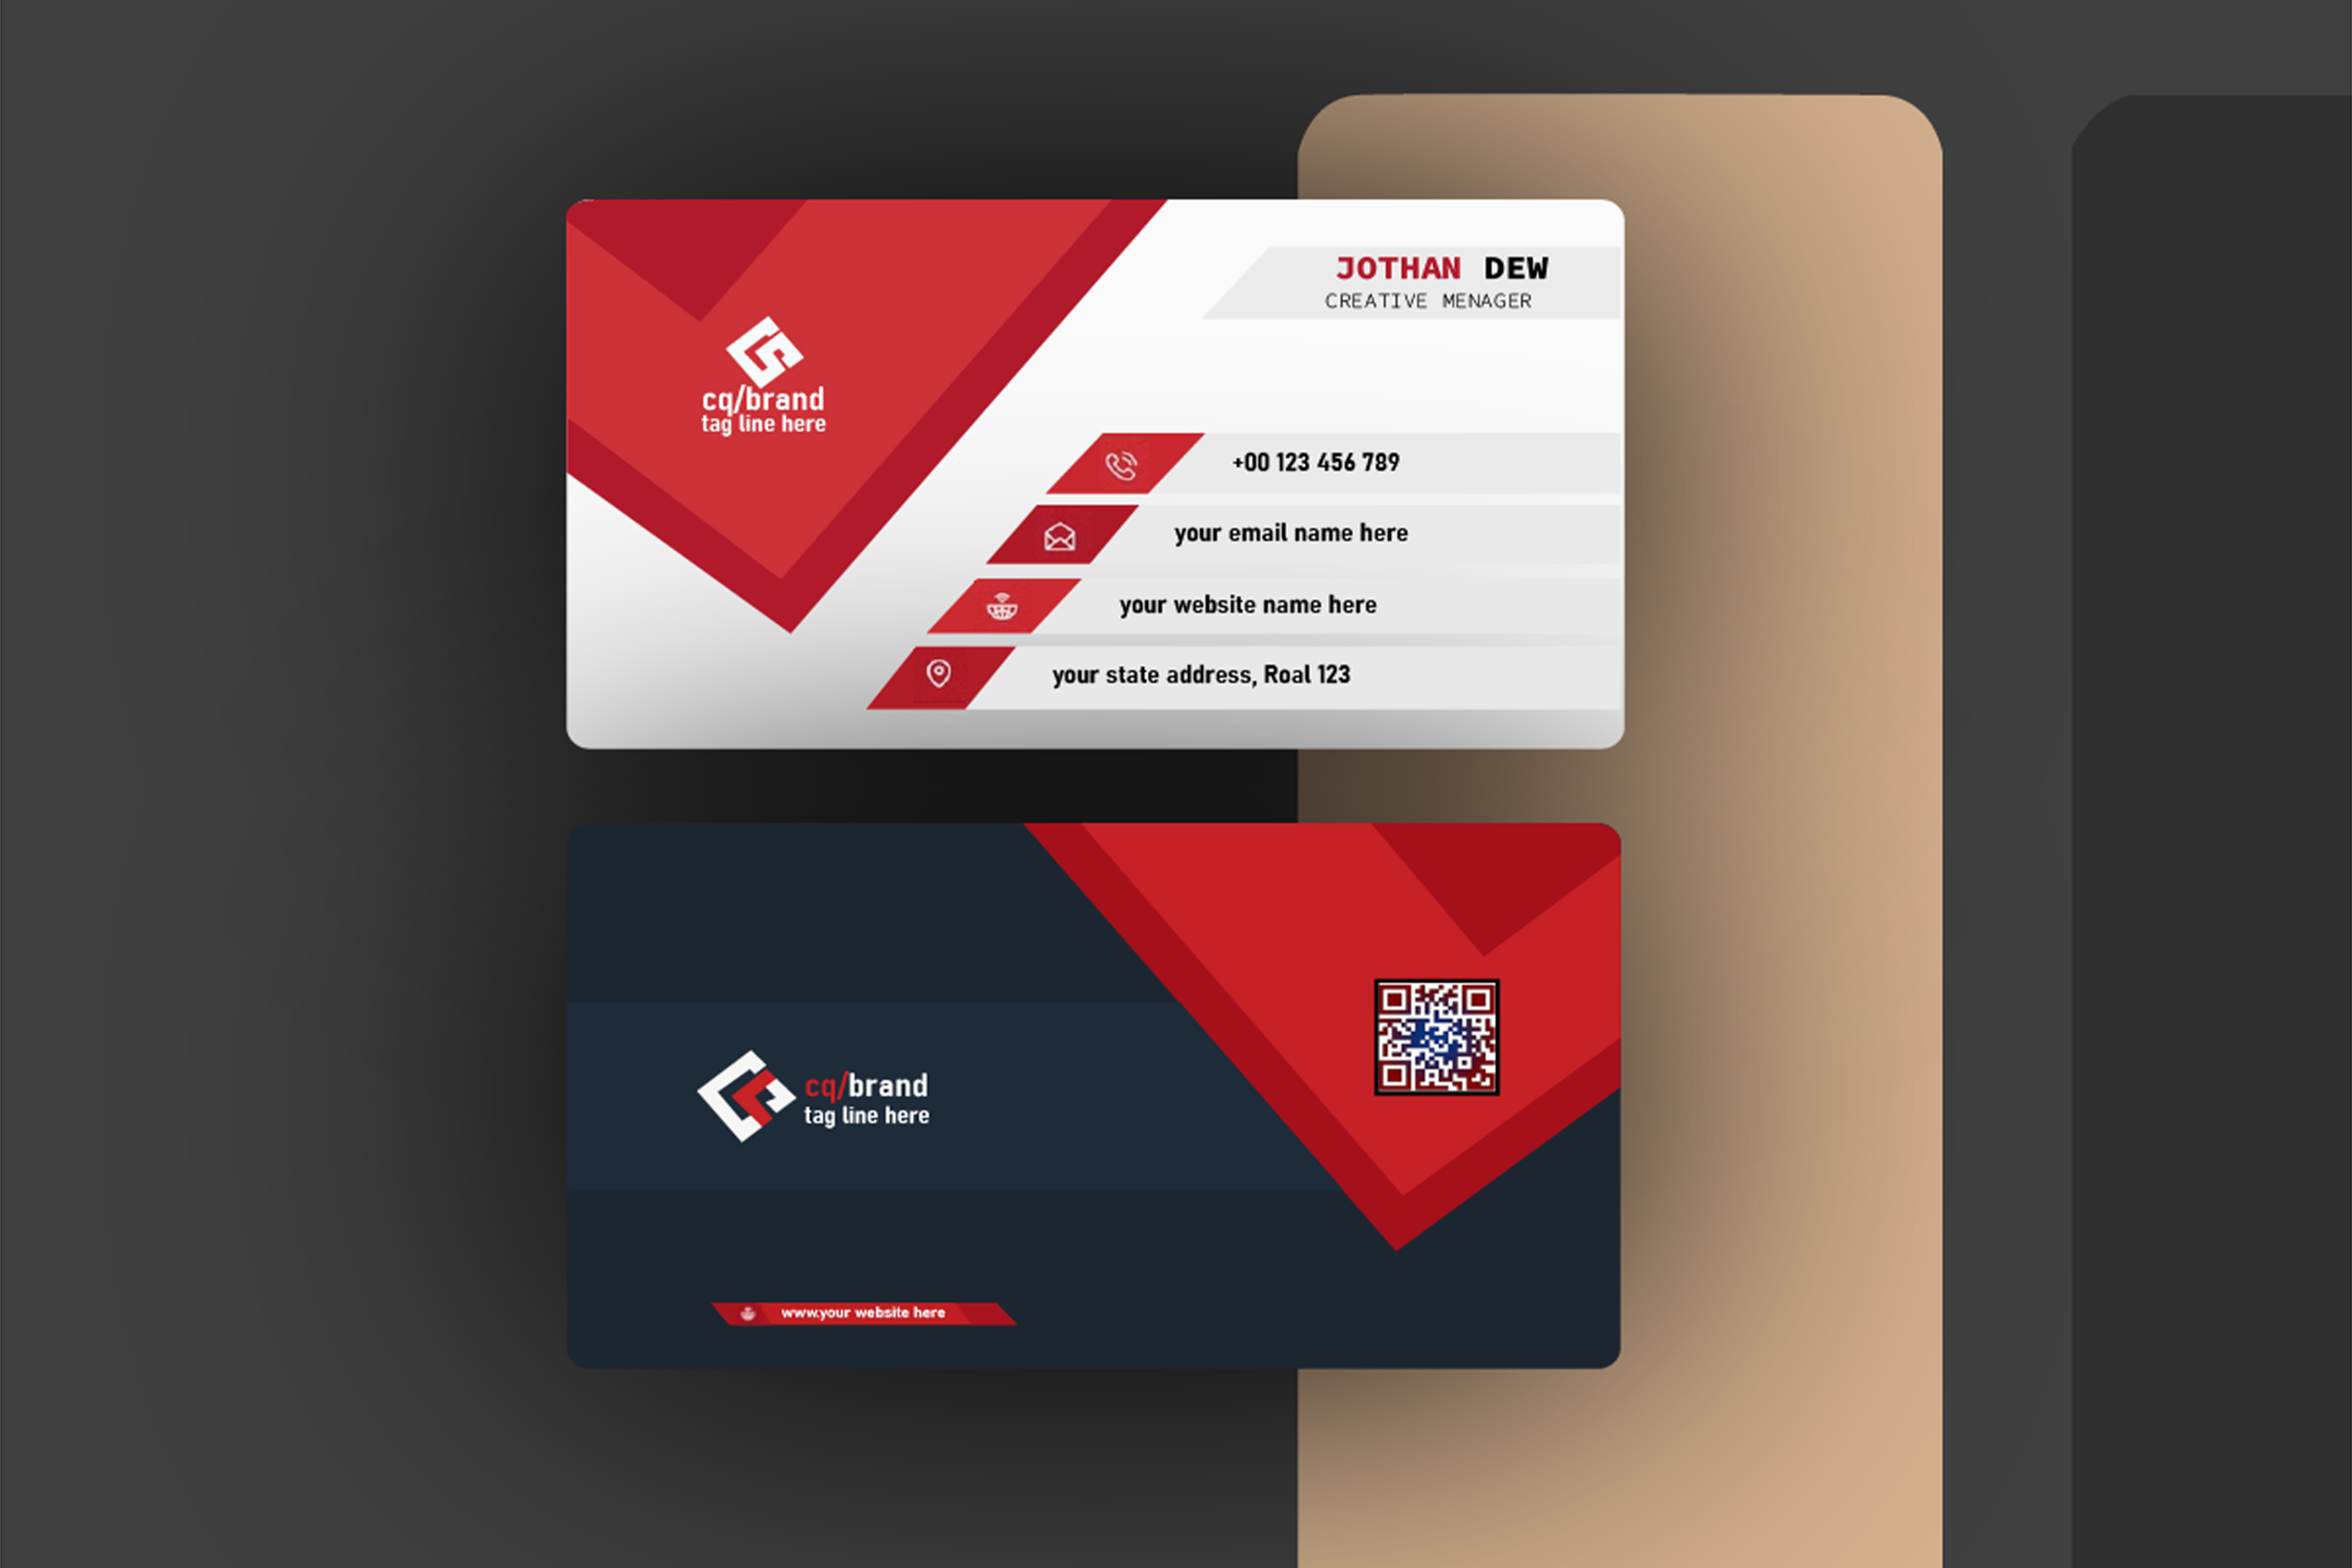 JOTHAN DEW
CREATIVE MENAGER
cq/brand
tag line here
+00 123 456 789
your email name here
your website name here
your state address, Roal 123
cq/brand
tag line here
www.your website here